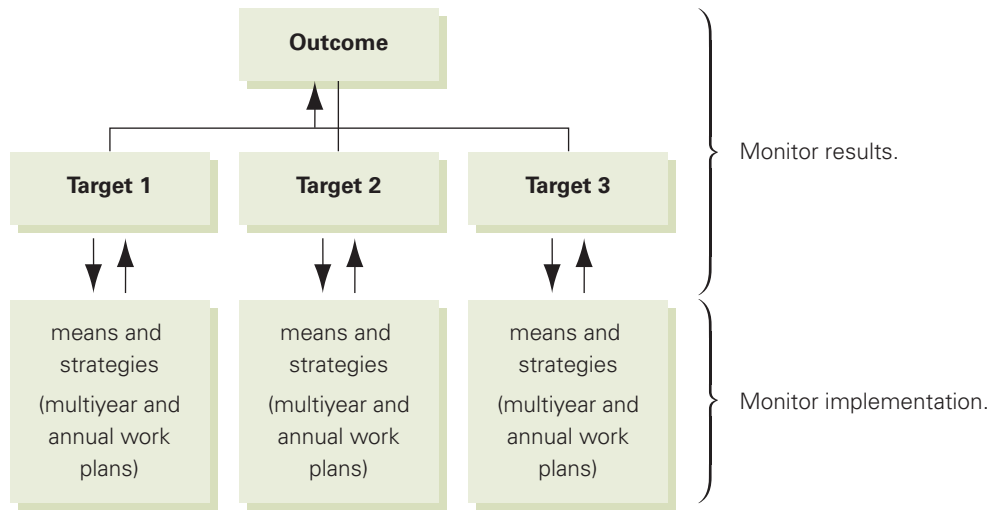 Outcome
Monitor results.
Target 1
Target 2
Target 3
means and
strategies
(multiyear and
annual work
plans)
means and
strategies
(multiyear and
annual work
plans)
means and
strategies
(multiyear and
annual work
plans)
Monitor implementation.